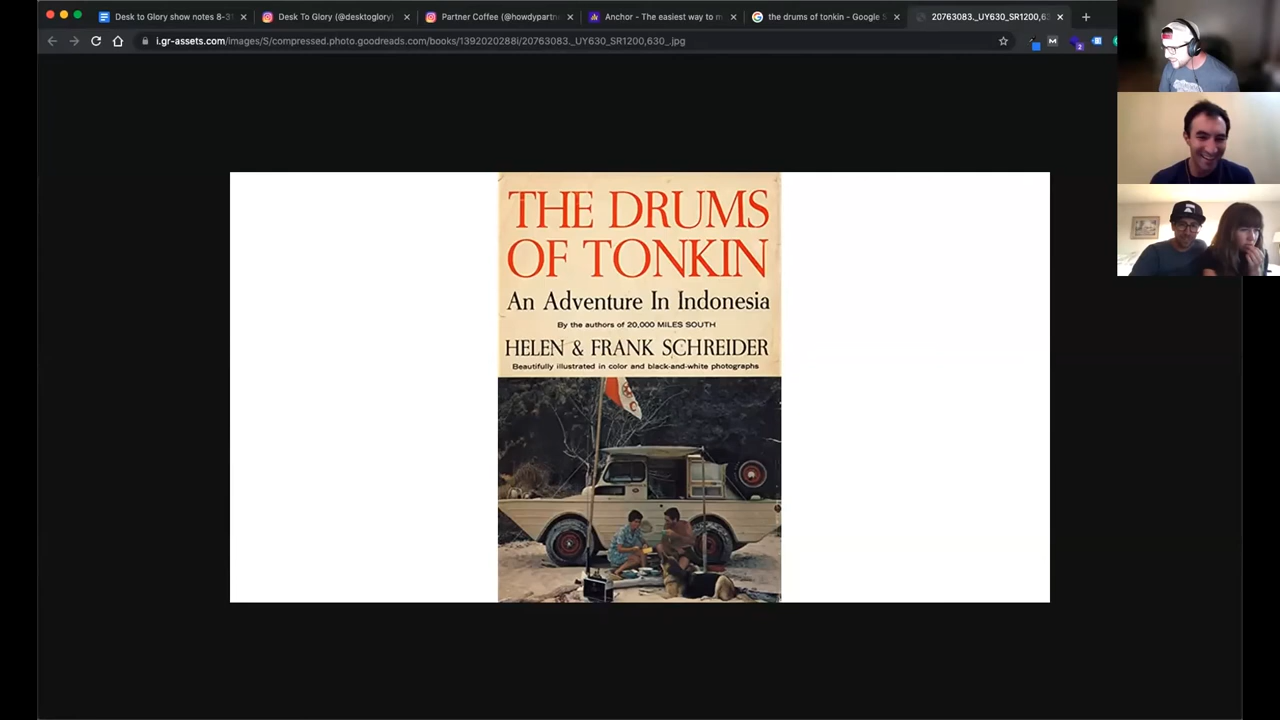 Desk to Glory show notes 8-3
Desk To Glory (@desktoglory)
Partner Coffee (@howdypartn
Anchor - The easiest way to m
the drums of tonkin - Google S
20763083._UY630_SR1200,63
i.gr-assets.com/images/S/compressed.photo.goodreads.com/books/1392020288i/20763083._UY630_SR1200,630_.jpg
M
2
THE DRUMS
OF TONKIN
An Adventure In Indonesia
By the authors of 20,000 MILES SOUTH
HELEN & FRANK SCHREIDER
Beautifully illustrated in color and black-and-white photographs